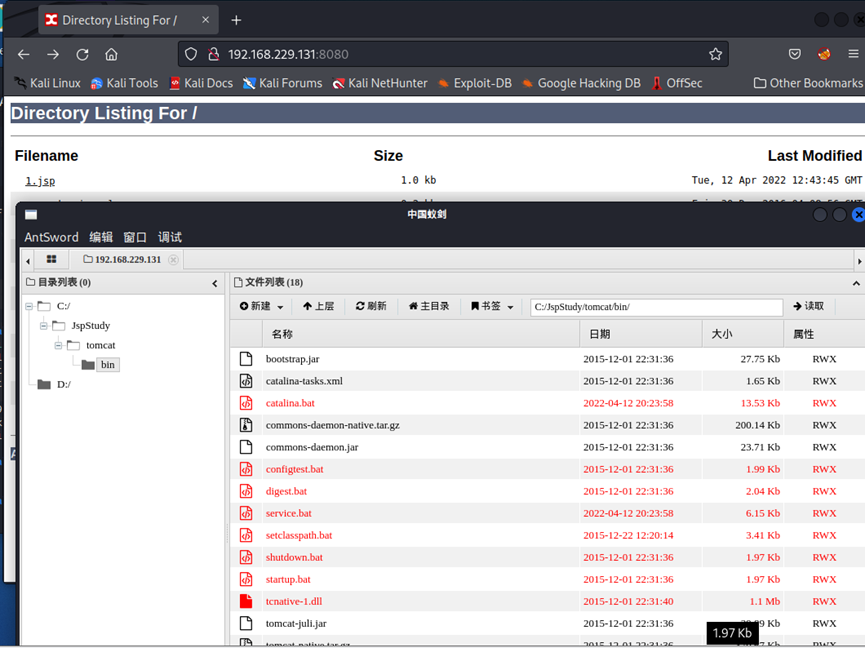 Directory Listing For /
192.168.229.131:8080
Kali Linux Kali Tools Kali Docs Kali Forums Kali NetHunter Exploit-DB Google Hacking DB OffSec Other Bookmarks
Directory Listing For /
Filename Size Last Modified
1.jsp 1.0 kb Tue, 12 Apr 2022 12:43:45 GMT
中国蚁剑
AntSword 编辑 窗口 调试
192.168.229.131
目录列表 (0)
文件列表 (18)
新建 上层 刷新 主目录 书签 C:/JspStudy/tomcat/bin/ 读取
名称 日期 大小 属性
C:/
JspStudy
tomcat
bin
D:/
bootstrap.jar 2015-12-01 22:31:36 27.75 Kb RWX
catalina-tasks.xml 2015-12-01 22:31:36 1.65 Kb RWX
catalina.bat 2022-04-12 20:23:58 13.53 Kb RWX
commons-daemon-native.tar.gz 2015-12-01 22:31:36 200.14 Kb RWX
commons-daemon.jar 2015-12-01 22:31:36 23.71 Kb RWX
configtest.bat 2015-12-01 22:31:36 1.99 Kb RWX
digest.bat 2015-12-01 22:31:36 2.04 Kb RWX
service.bat 2022-04-12 20:23:58 6.15 Kb RWX
setclasspath.bat 2015-12-22 12:20:14 3.41 Kb RWX
shutdown.bat 2015-12-01 22:31:36 1.97 Kb RWX
startup.bat 2015-12-01 22:31:36 1.97 Kb RWX
tcnative-1.dll 2015-12-01 22:31:40 1.1 Mb RWX
tomcat-juli.jar 2015-12-01 22:31:36 Kb RWX
1.97 Kb
tomcat-native.tar.gz 2015-12-01 22:31:36 Kb RWX